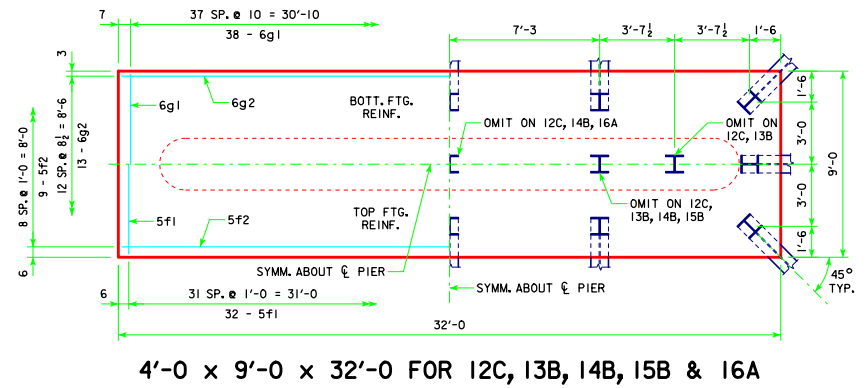 7
37 SP. @ 10 = 30'-10
38 - 6g1
7'-3
3'-7½
3'-7½
1'-6
3
6g1
6g2
BOTT. FTG.
REINF.
OMIT ON 12C, 14B, 16A
OMIT ON
12C, 13B
1'-6
3'-0
9'-0
3'-0
1'-6
8 SP. @ 1'-0 = 8'-0
9 - 5f2
12 SP. @ 8½ = 8'-6
13 - 6g2
5f1
5f2
TOP FTG.
REINF.
OMIT ON 12C,
13B, 14B, 15B
6
SYMM. ABOUT ℄ PIER
SYMM. ABOUT ℄ PIER
45°
TYP.
6
31 SP. @ 1'-0 = 31'-0
32 - 5f1
32'-0
4'-0 x 9'-0 x 32'-0 FOR 12C, 13B, 14B, 15B & 16A